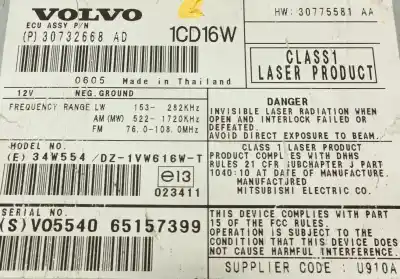 VOLVO
ECU ASSY P/N
(P) 30732668 AD
1CD16W
HW: 30775581 AA
0605 Made in Thailand
CLASS1
LASER PRODUCT
12V NEG.GROUND
FREQUENCY RANGE LW 153- 282KHz
AM(MW) 522- 1720KHz
FM 76.0-108.0MHz
DANGER
INVISIBLE LASER RADIATION WHEN
OPEN AND INTERLOCK FAILED OR
DEFEATED.
AVOID DIRECT EXPOSURE TO BEAM.
MODEL NO.
(E) 34W554 /DZ-1VW616W-T
e13
023411
CLASS 1 LASER PRODUCT
PRODUCT COMPLIES WITH DHHS
RULES 21 CFR SUBCHAPTER J PART
1040:10 AT DATE OF MANUFACTURE.
MANUFACTURED
MITSUBISHI ELECTRIC CO.
SERIAL NO.
(S)VO5540 65157399
THIS DEVICE COMPLIES WITH PART
15 OF THE FCC RULES.
OPERATION IS SUBJECT TO THE
CONDITION THAT THIS DEVICE DOES
NOT CAUSE HARMFUL INTERFERENCE.
SUPPLIER CODE U910A